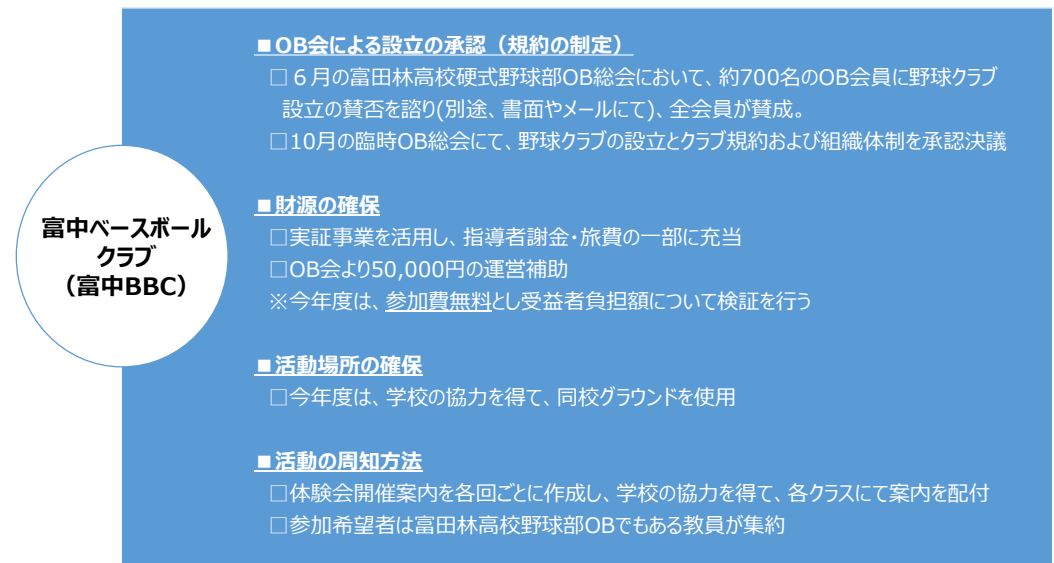 富中ベースボール
クラブ
（富中BBC）
■OB会による設立の承認（規約の制定）
□６月の富田林高校硬式野球部OB総会において、約700名のOB会員に野球クラブ
設立の賛否を諮り(別途、書面やメールにて)、全会員が賛成。
□10月の臨時OB総会にて、野球クラブの設立とクラブ規約および組織体制を承認決議
■財源の確保
□実証事業を活用し、指導者謝金・旅費の一部に充当
□OB会より50,000円の運営補助
※今年度は、参加費無料とし受益者負担額について検証を行う
■活動場所の確保
□今年度は、学校の協力を得て、同校グラウンドを使用
■活動の周知方法
□体験会開催案内を各回ごとに作成し、学校の協力を得て、各クラスにて案内を配付
□参加希望者は富田林高校野球部OBでもある教員が集約